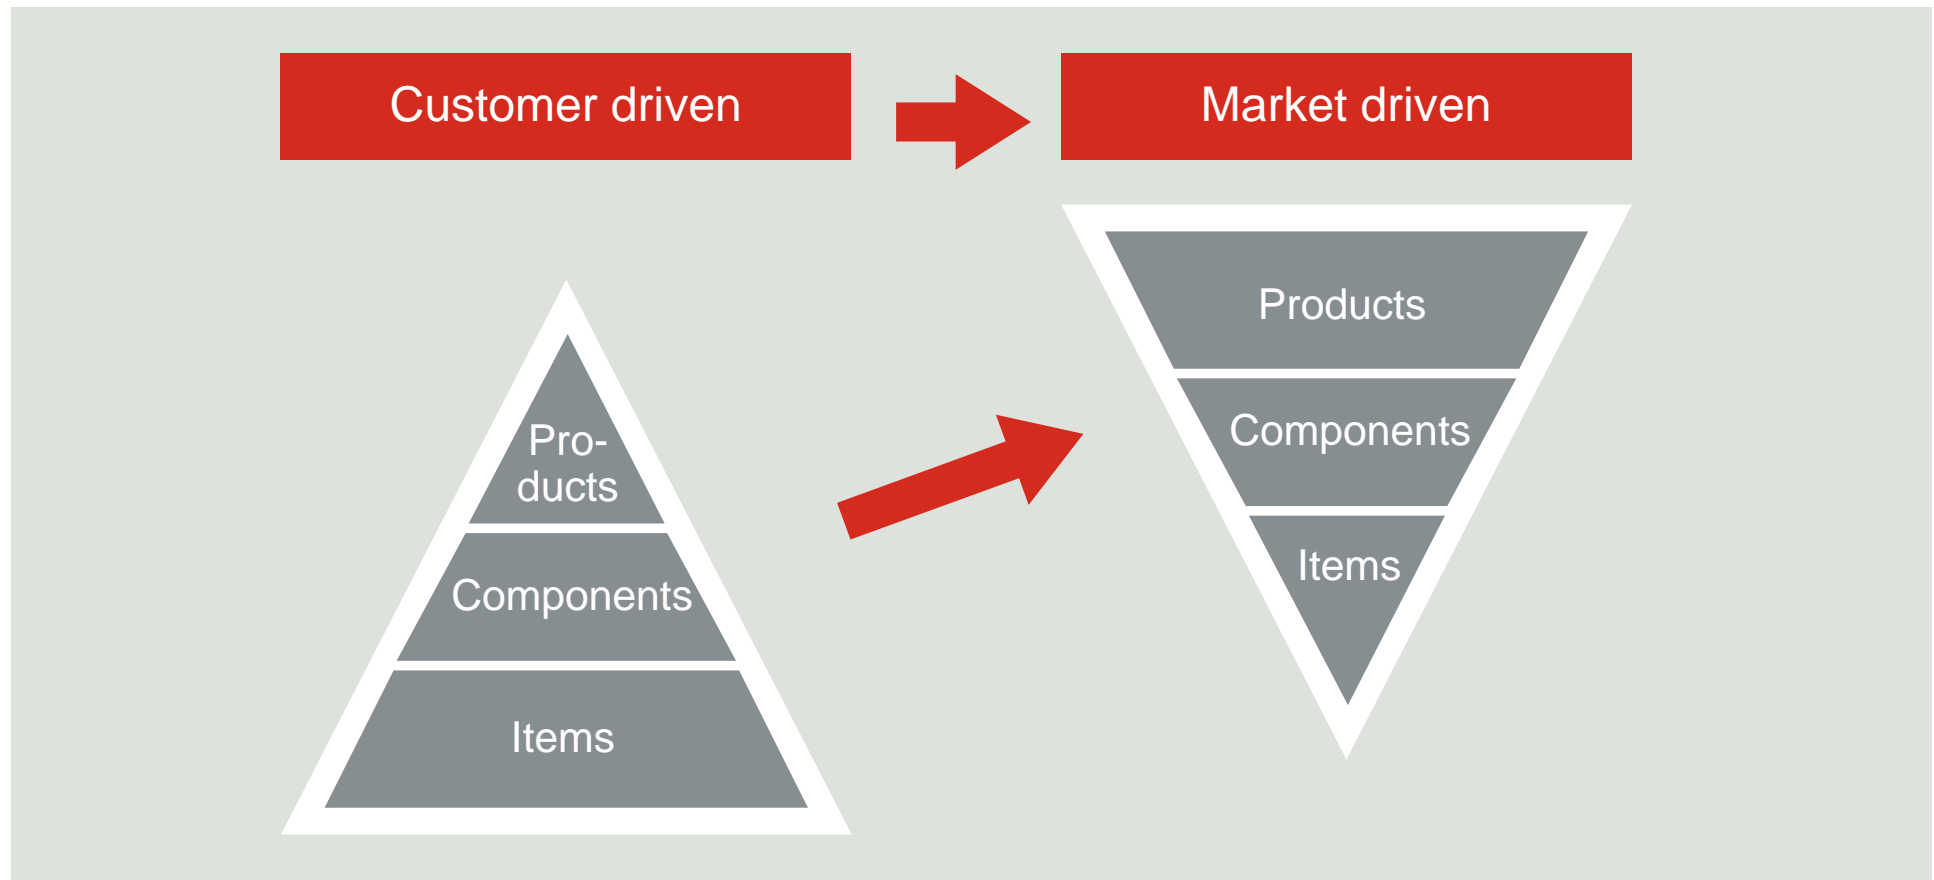 Customer driven
Market driven
Pro-
ducts
Components
Items
Products
Components
Items